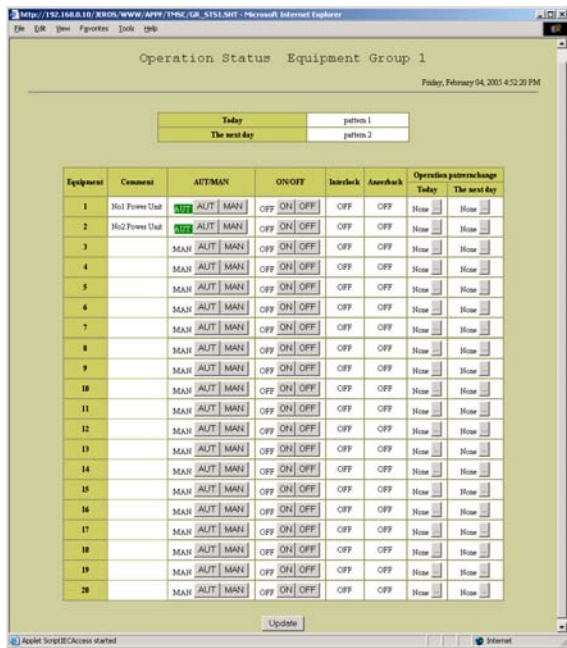 http://192.168.0.10/JEROS/WWW/APPF/TMSC/GR_STS1.SHT - Microsoft Internet Explorer
File Edit View Favorites Tools Help
Operation Status Equipment Group 1
Friday, February 04, 2005 4:52:20 PM
Today pattern 1
The next day pattern 2
Equipment Comment AUT/MAN ON/OFF Interlock Answrback Operation patternchange
Today The next day
1 No1 Power Unit AUT AUT MAN OFF ON OFF OFF OFF None ... None ...
2 No2 Power Unit AUT AUT MAN OFF ON OFF OFF OFF None ... None ...
3 MAN AUT MAN OFF ON OFF OFF OFF None ... None ...
4 MAN AUT MAN OFF ON OFF OFF OFF None ... None ...
5 MAN AUT MAN OFF ON OFF OFF OFF None ... None ...
6 MAN AUT MAN OFF ON OFF OFF OFF None ... None ...
7 MAN AUT MAN OFF ON OFF OFF OFF None ... None ...
8 MAN AUT MAN OFF ON OFF OFF OFF None ... None ...
9 MAN AUT MAN OFF ON OFF OFF OFF None ... None ...
10 MAN AUT MAN OFF ON OFF OFF OFF None ... None ...
11 MAN AUT MAN OFF ON OFF OFF OFF None ... None ...
12 MAN AUT MAN OFF ON OFF OFF OFF None ... None ...
13 MAN AUT MAN OFF ON OFF OFF OFF None ... None ...
14 MAN AUT MAN OFF ON OFF OFF OFF None ... None ...
15 MAN AUT MAN OFF ON OFF OFF OFF None ... None ...
16 MAN AUT MAN OFF ON OFF OFF OFF None ... None ...
17 MAN AUT MAN OFF ON OFF OFF OFF None ... None ...
18 MAN AUT MAN OFF ON OFF OFF OFF None ... None ...
19 MAN AUT MAN OFF ON OFF OFF OFF None ... None ...
20 MAN AUT MAN OFF ON OFF OFF OFF None ... None ...
Update
Applet ScriptIECAccess started Internet